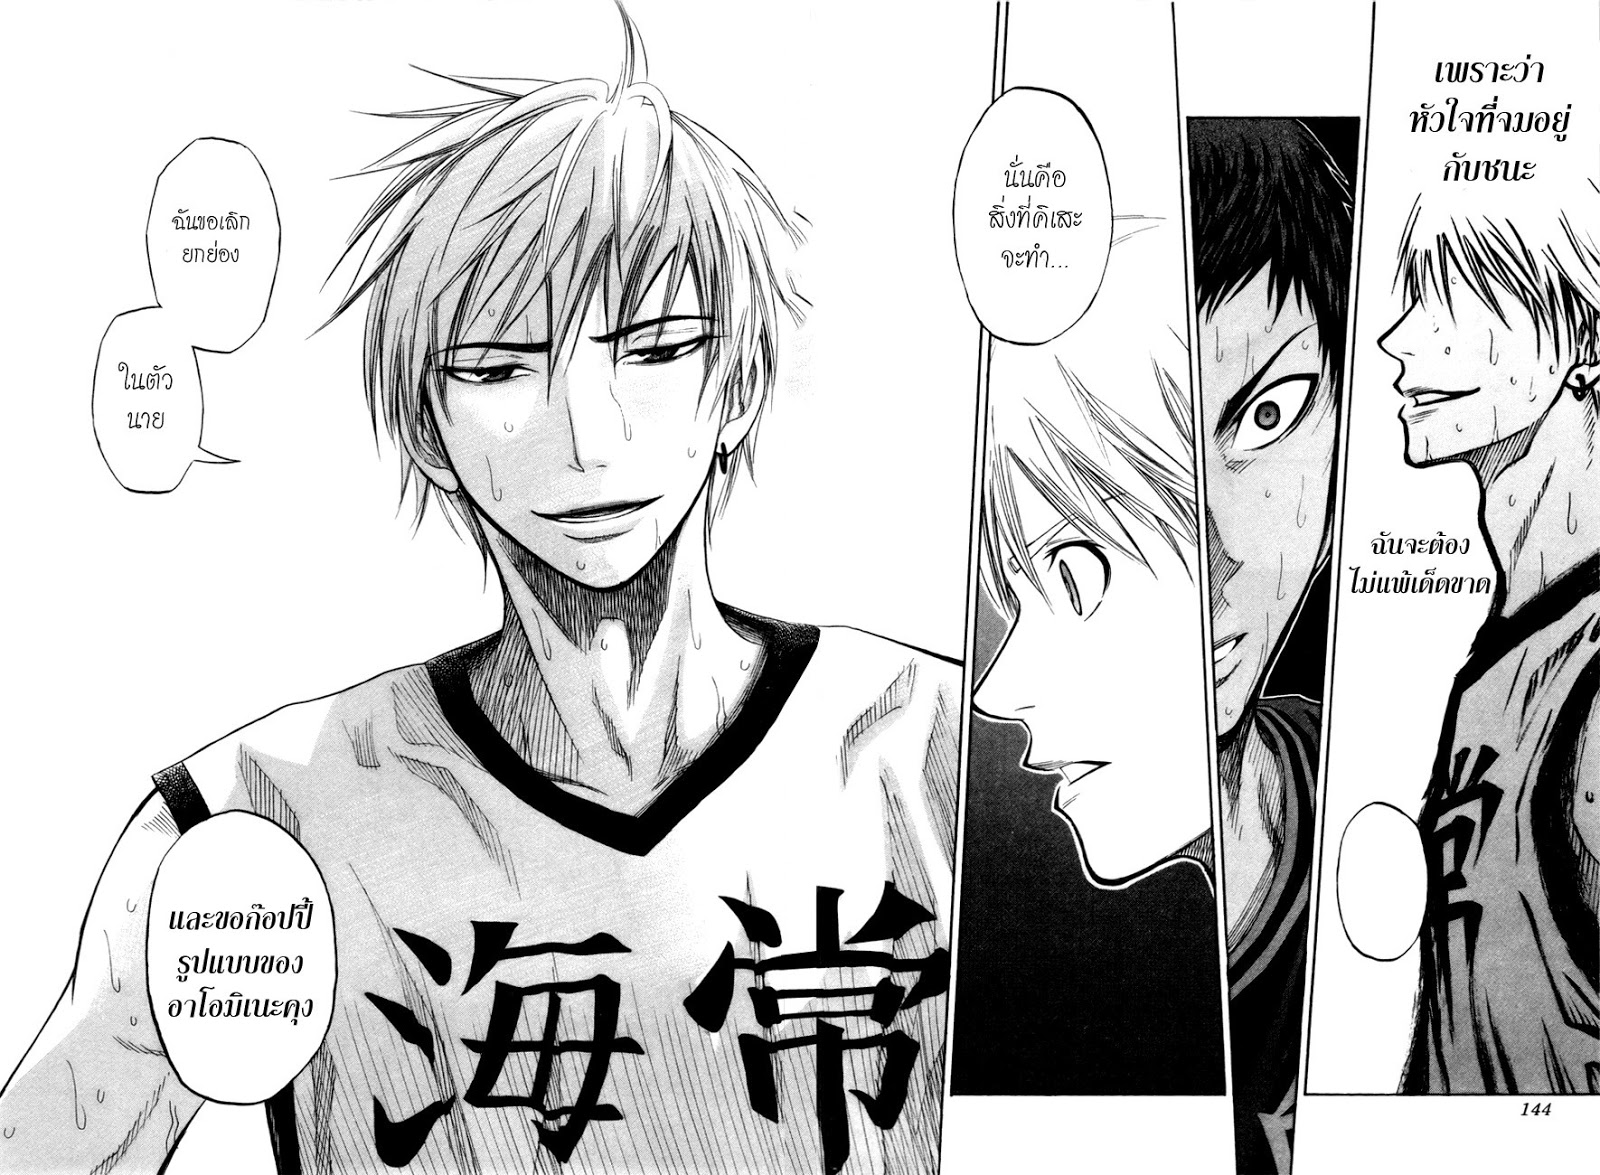 เพราะว่า
หัวใจที่จมอยู่
กับชนะ
ฉันจะต้อง
ไม่แพ้เด็ดขาด
นั่นคือ
สิ่งที่คิเสะ
จะทำ...
ฉันขอเลิก
ยกย่อง
ในตัว
นาย
และขอก๊อปปี้
รูปแบบของ
อาโอมิเนะคุง
海常
常
144